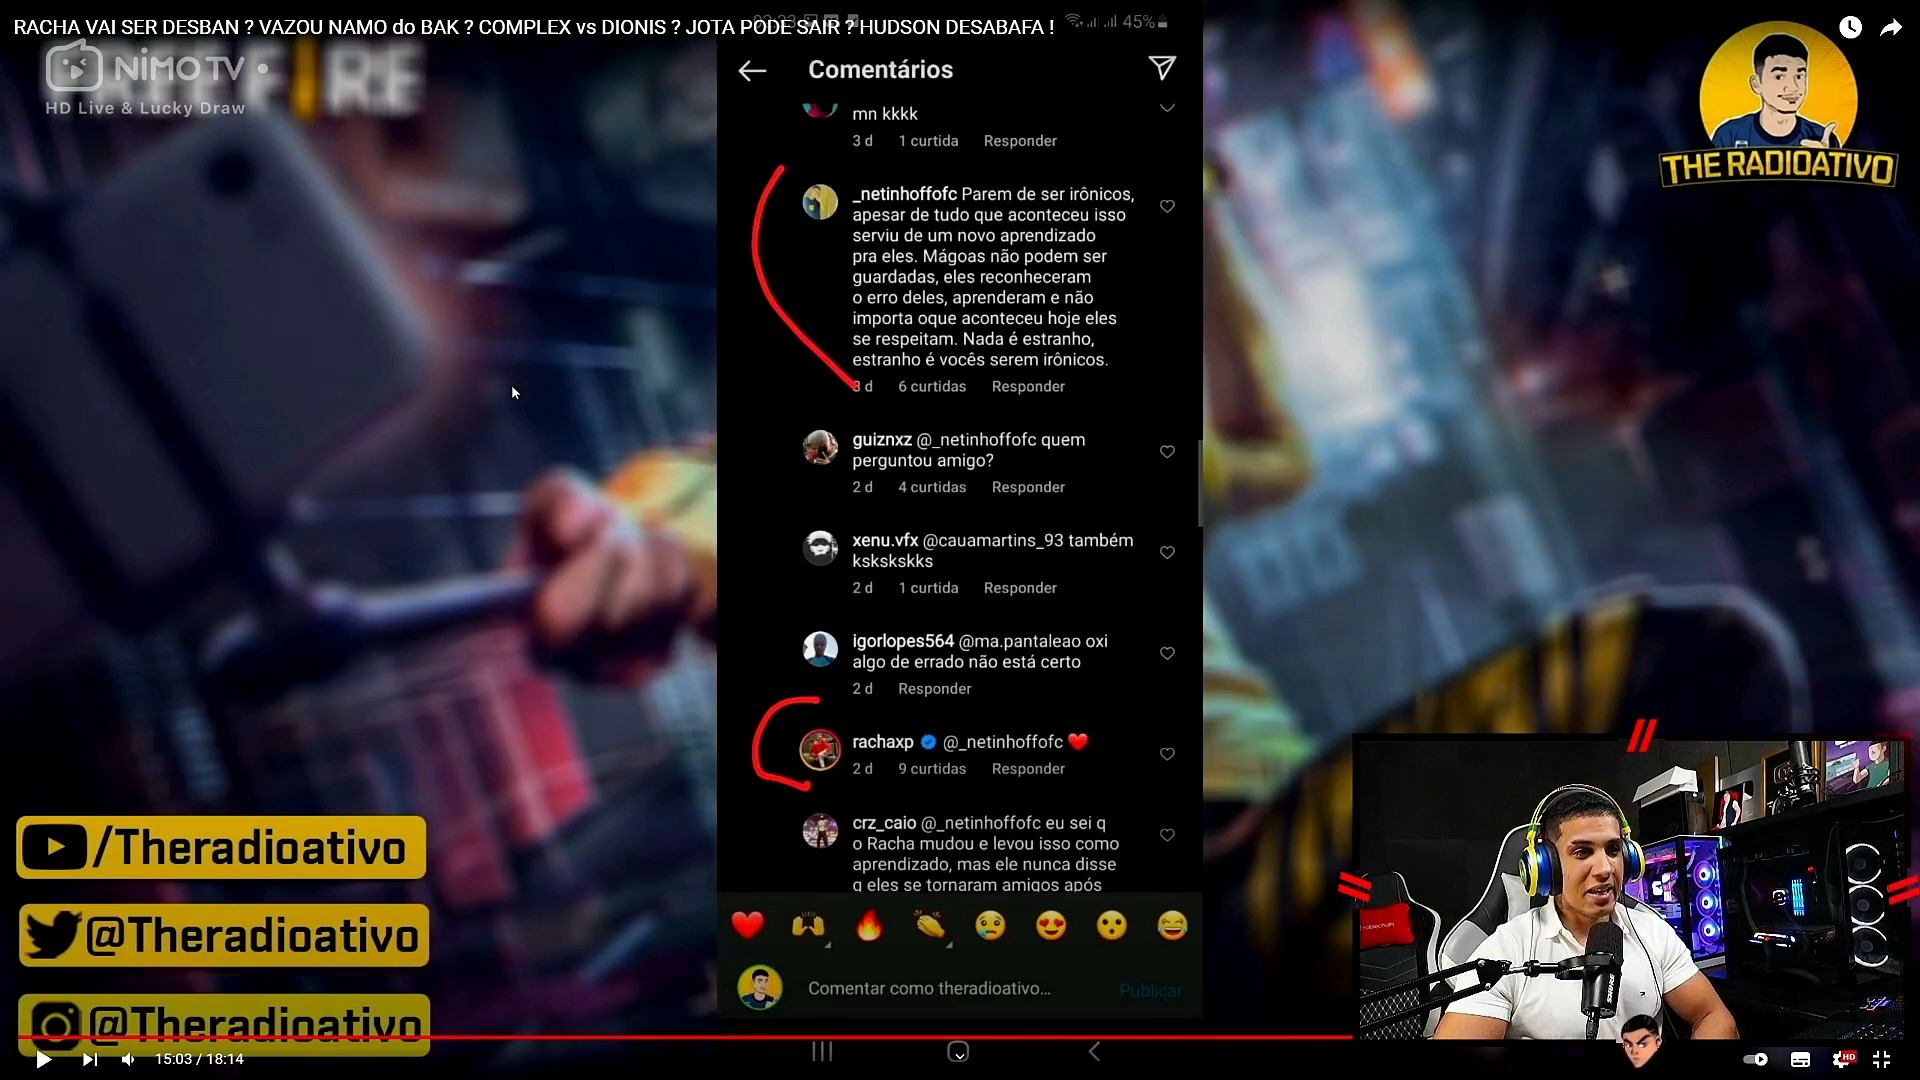 RACHA VAI SER DESBAN ? VAZOU NAMO do BAK ? COMPLEX vs DIONIS ? JOTA PODE SAIR ? HUDSON DESABAFA !
45%
NIMO TV
HD Live & Lucky Draw
THE RADIOATIVO
Comentários
mn kkkk
3 d 1 curtida Responder
_netinhoffofc Parem de ser irônicos,
apesar de tudo que aconteceu isso
serviu de um novo aprendizado
pra eles. Mágoas não podem ser
guardadas, eles reconheceram
o erro deles, aprenderam e não
importa oque aconteceu hoje eles
se respeitam. Nada é estranho,
estranho é vocês serem irônicos.
3 d 6 curtidas Responder
guiznxz @_netinhoffofc quem
perguntou amigo?
2 d 4 curtidas Responder
xenu.vfx @cauamartins_93 também
kskskskks
2 d 1 curtida Responder
igorlopes564 @ma.pantaleao oxi
algo de errado não está certo
2 d Responder
rachaxp @_netinhoffofc ❤️
2 d 9 curtidas Responder
crz_caio @_netinhoffofc eu sei q
o Racha mudou e levou isso como
aprendizado, mas ele nunca disse
q eles se tornaram amigos após
Comentar como theradioativo...
Publicar
/Theradioativo
@Theradioativo
@Theradioativo
15:03 / 18:14
HD